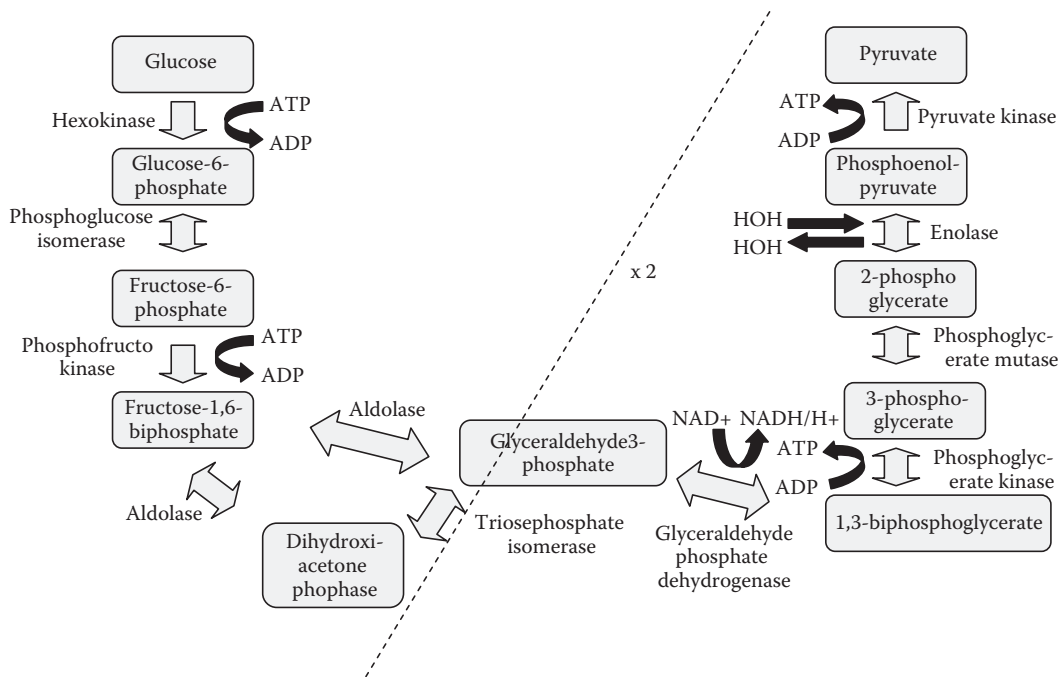 Glucose
Hexokinase
ATP
ADP
Glucose-6-
phosphate
Phosphoglucose
isomerase
Fructose-6-
phosphate
Phosphofructo
kinase
ATP
ADP
Fructose-1,6-
biphosphate
Aldolase
Aldolase
Dihydroxi-
acetone
phophase
Glyceraldehyde3-
phosphate
Triosephosphate
isomerase
x 2
NAD+ NADH/H+
Glyceraldehyde
phosphate
dehydrogenase
1,3-biphosphoglycerate
ATP
ADP
Phosphoglyc-
erate kinase
3-phospho-
glycerate
Phosphoglyc-
erate mutase
2-phospho
glycerate
HOH
HOH
Enolase
Phosphoenol-
pyruvate
ATP
ADP
Pyruvate kinase
Pyruvate